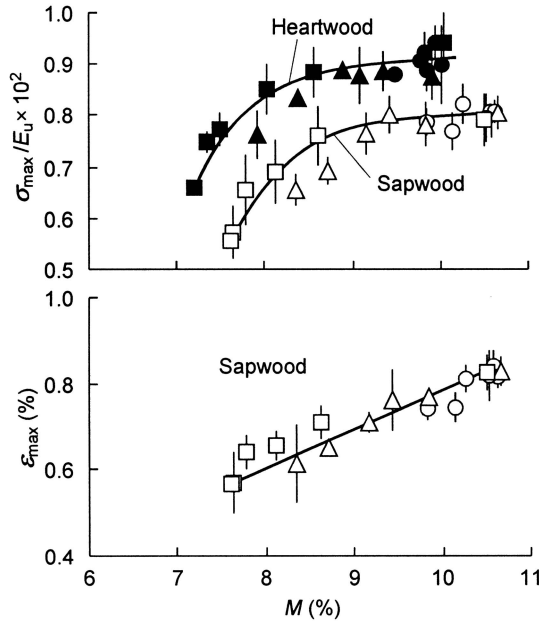 σmax/Eu × 10²
1.0
0.9
0.8
0.7
0.6
0.5
Heartwood
Sapwood
εmax (%)
1.0
0.8
0.6
0.4
Sapwood
6
7
8
9
10
11
M (%)